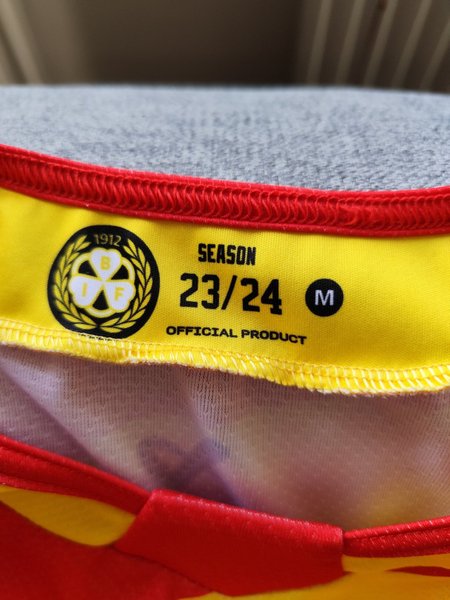 1912
B
I F
SEASON
23/24
M
OFFICIAL PRODUCT